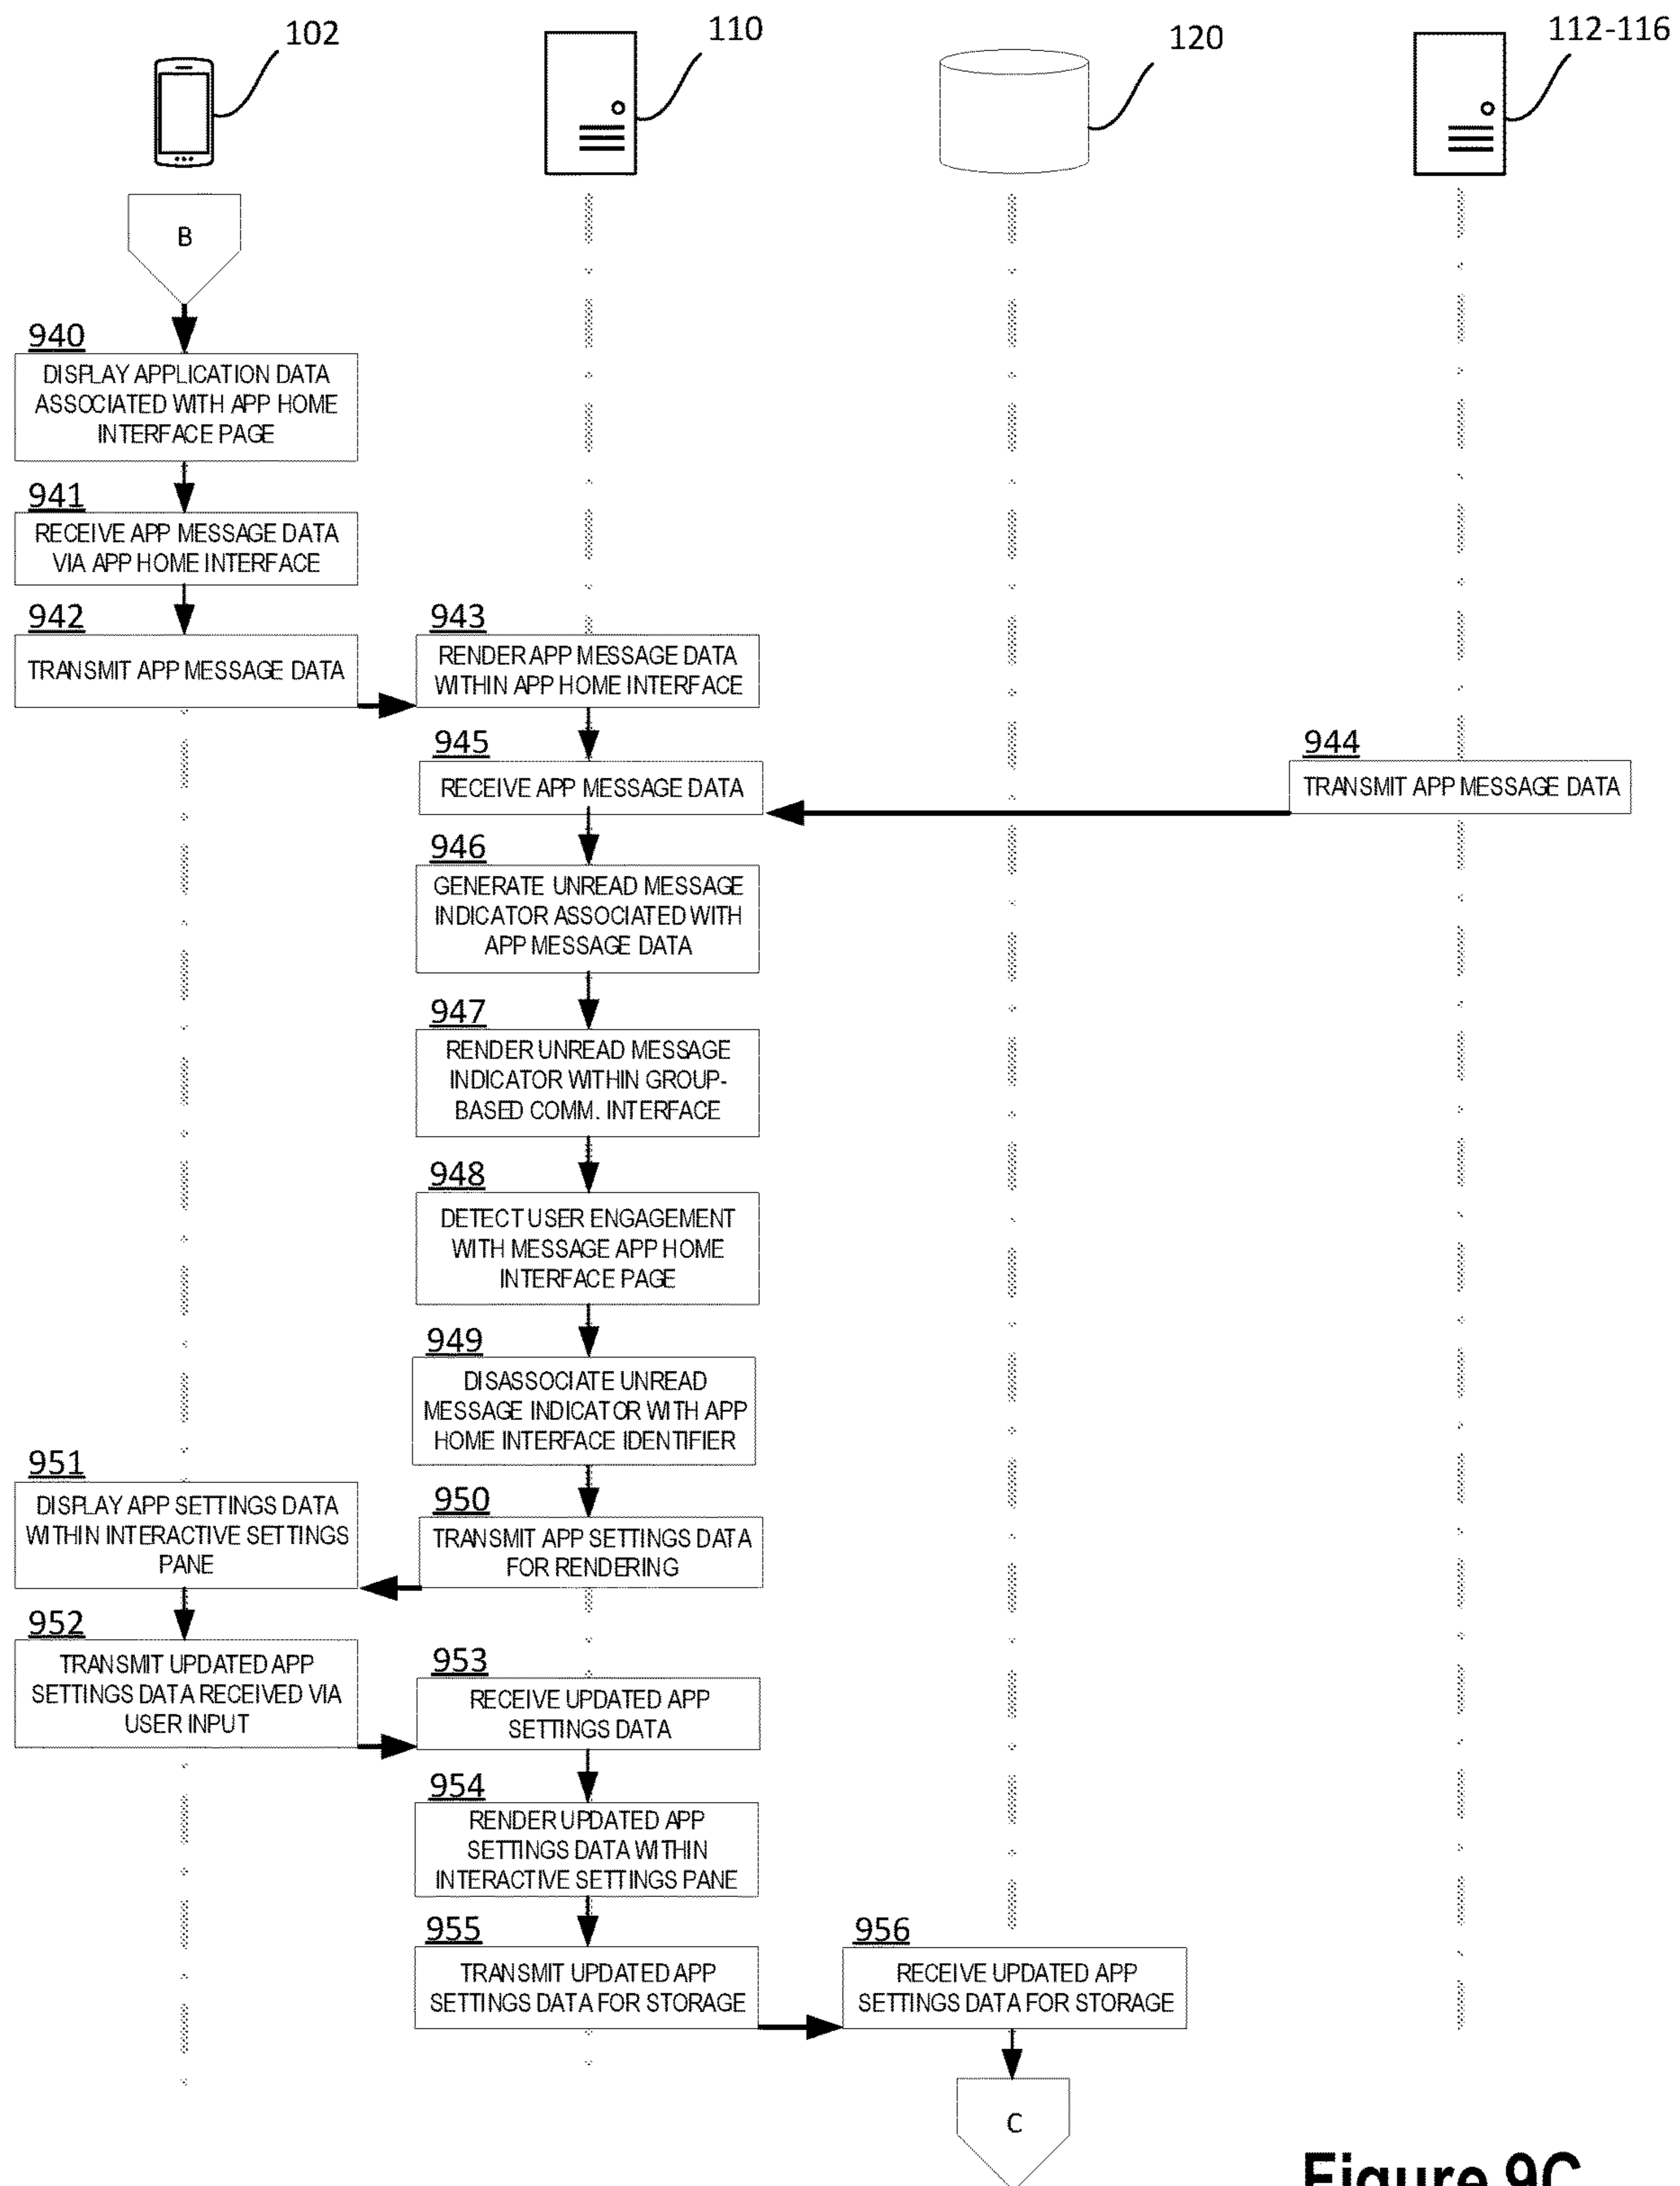 102
110
120
112-116
B
940
DISPLAY APPLICATION DATA
ASSOCIATED WITH APP HOME
INTERFACE PAGE
941
RECEIVE APP MESSAGE DATA
VIA APP HOME INTERFACE
942
TRANSMIT APP MESSAGE DATA
943
RENDER APP MESSAGE DATA
WITHIN APP HOME INTERFACE
944
TRANSMIT APP MESSAGE DATA
945
RECEIVE APP MESSAGE DATA
946
GENERATE UNREAD MESSAGE
INDICATOR ASSOCIATED WITH
APP MESSAGE DATA
947
RENDER UNREAD MESSAGE
INDICATOR WITHIN GROUP-
BASED COMM. INTERFACE
948
DETECT USER ENGAGEMENT
WITH MESSAGE APP HOME
INTERFACE PAGE
949
DISASSOCIATE UNREAD
MESSAGE INDICATOR WITH APP
HOME INTERFACE IDENTIFIER
950
TRANSMIT APP SETTINGS DATA
FOR RENDERING
951
DISPLAY APP SETTINGS DATA
WITHIN INTERACTIVE SETTINGS
PANE
952
TRANSMIT UPDATED APP
SETTINGS DATA RECEIVED VIA
USER INPUT
953
RECEIVE UPDATED APP
SETTINGS DATA
954
RENDER UPDATED APP
SETTINGS DATA WITHIN
INTERACTIVE SETTINGS PANE
955
TRANSMIT UPDATED APP
SETTINGS DATA FOR STORAGE
956
RECEIVE UPDATED APP
SETTINGS DATA FOR STORAGE
C
Figure 9C